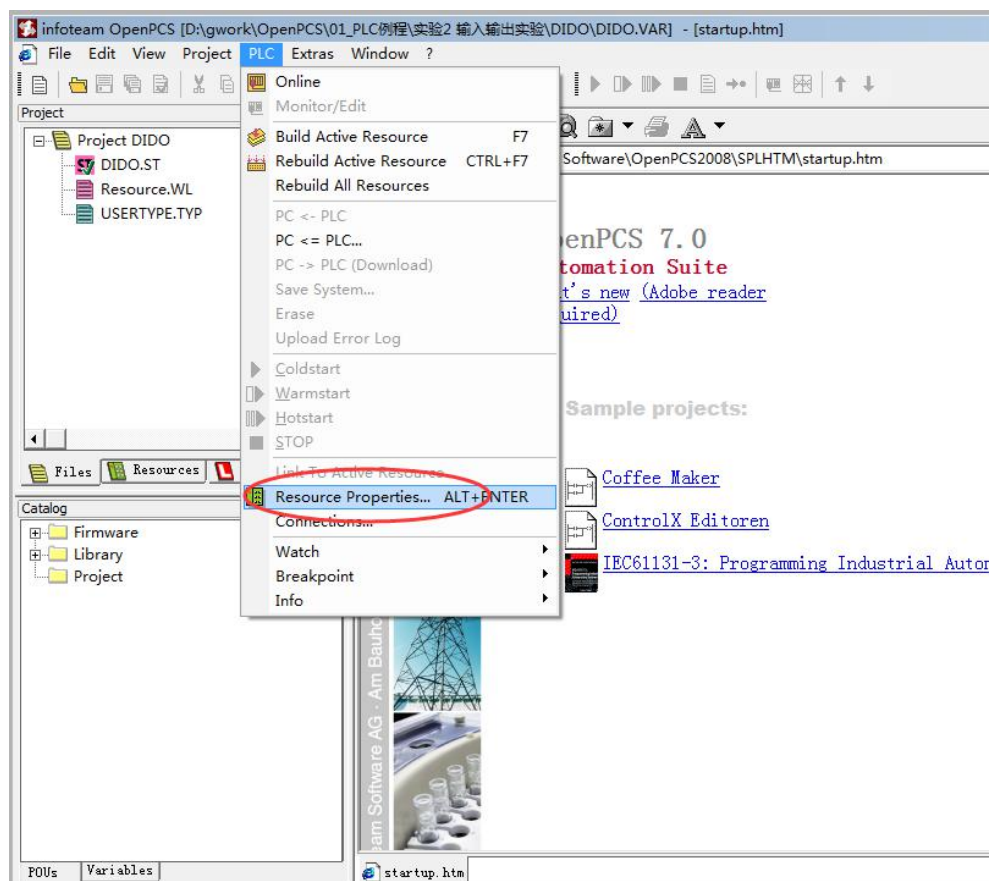 infoteam OpenPCS [D:\gwork\OpenPCS\01_PLC例程\实验2 输入输出实验\DIDO\DIDO.VAR] - [startup.htm]
File Edit View Project PLC Extras Window ?
Project
Project DIDO
DIDO.ST
Resource.WL
USERTYPE.TYP
Files Resources
Catalog
Firmware
Library
Project
POUs Variables
Online
Monitor/Edit
Build Active Resource F7
Rebuild Active Resource CTRL+F7
Rebuild All Resources
PC <- PLC
PC <= PLC...
PC -> PLC (Download)
Save System...
Erase
Upload Error Log
Coldstart
Warmstart
Hotstart
STOP
Link To Active Resource
Resource Properties... ALT+ENTER
Connections...
Watch
Breakpoint
Info
Software\OpenPCS2008\SPLHTM\startup.htm
enPCS 7.0
tomation Suite
t's new (Adobe reader
uired)
Sample projects:
Coffee Maker
ControlX Editoren
IEC61131-3: Programming Industrial Autor
eam Software AG · Am Bauho
startup.htm